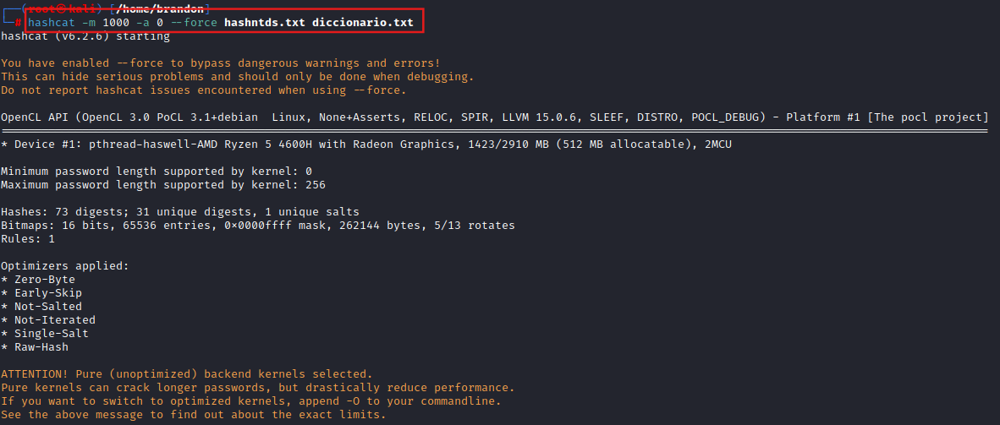 ┌──(root㉿kali)-[/home/brandon]
└─# hashcat -m 1000 -a 0 --force hashntds.txt diccionario.txt
hashcat (v6.2.6) starting
You have enabled --force to bypass dangerous warnings and errors!
This can hide serious problems and should only be done when debugging.
Do not report hashcat issues encountered when using --force.
OpenCL API (OpenCL 3.0 PoCL 3.1+debian  Linux, None+Asserts, RELOC, SPIR, LLVM 15.0.6, SLEEF, DISTRO, POCL_DEBUG) - Platform #1 [The pocl project]
==================================================================================================================================================
* Device #1: pthread-haswell-AMD Ryzen 5 4600H with Radeon Graphics, 1423/2910 MB (512 MB allocatable), 2MCU
Minimum password length supported by kernel: 0
Maximum password length supported by kernel: 256
Hashes: 73 digests; 31 unique digests, 1 unique salts
Bitmaps: 16 bits, 65536 entries, 0x0000ffff mask, 262144 bytes, 5/13 rotates
Rules: 1
Optimizers applied:
* Zero-Byte
* Early-Skip
* Not-Salted
* Not-Iterated
* Single-Salt
* Raw-Hash
ATTENTION! Pure (unoptimized) backend kernels selected.
Pure kernels can crack longer passwords, but drastically reduce performance.
If you want to switch to optimized kernels, append -O to your commandline.
See the above message to find out about the exact limits.